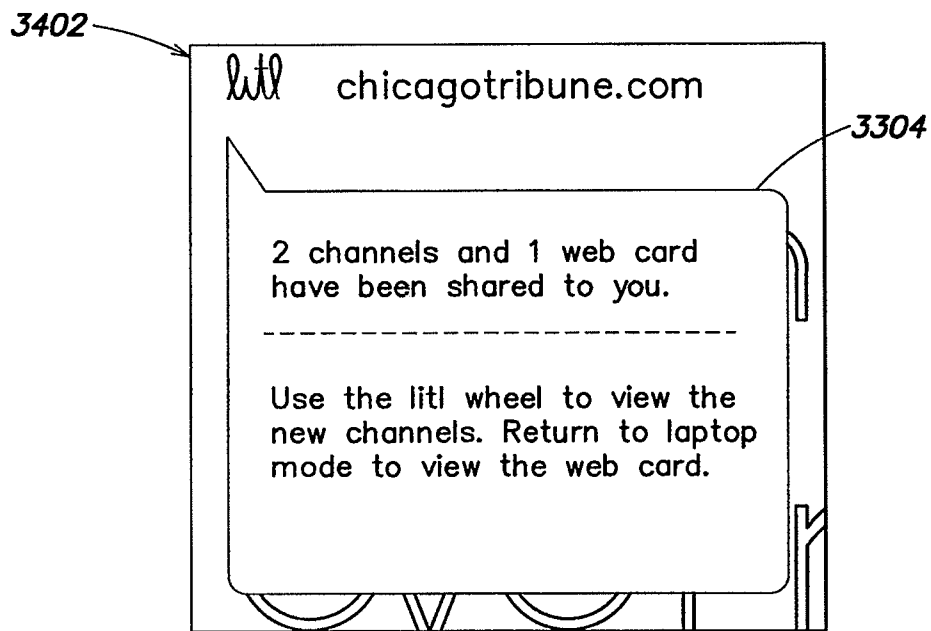 3402
litl chicagotribune.com
3304
2 channels and 1 web card
have been shared to you.
Use the litl wheel to view the
new channels. Return to laptop
mode to view the web card.